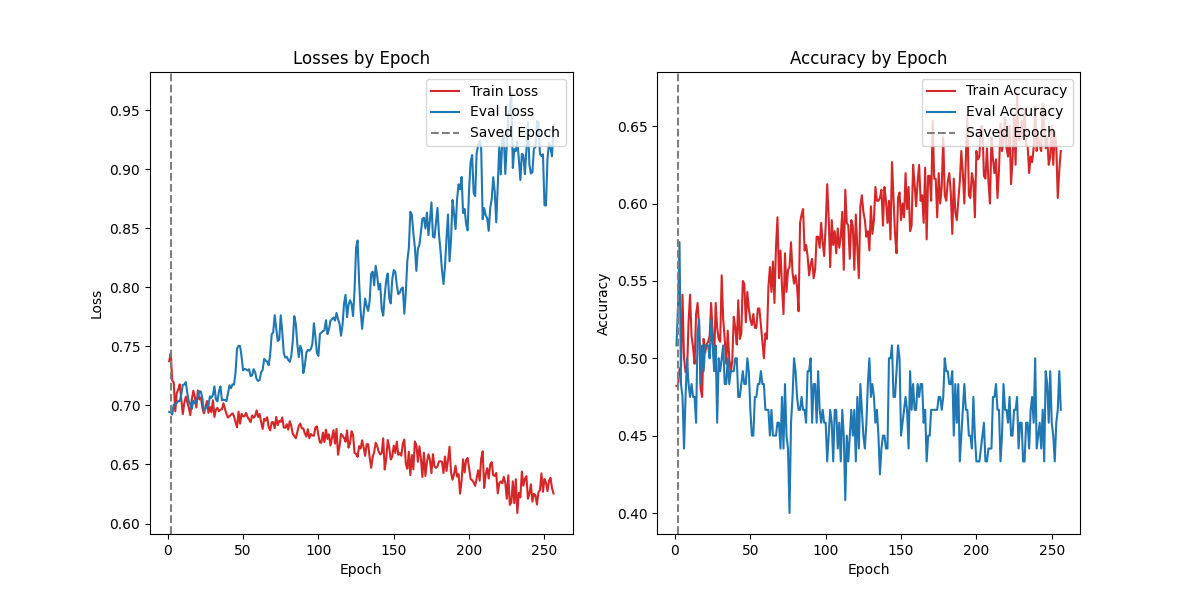 Losses by Epoch
Train Loss
Eval Loss
Saved Epoch
0.95
0.90
0.85
0.80
0.75
0.70
0.65
0.60
Loss
0
50
100
150
200
250
Epoch
Accuracy by Epoch
Train Accuracy
Eval Accuracy
Saved Epoch
0.65
0.60
0.55
0.50
0.45
0.40
Accuracy
0
50
100
150
200
250
Epoch